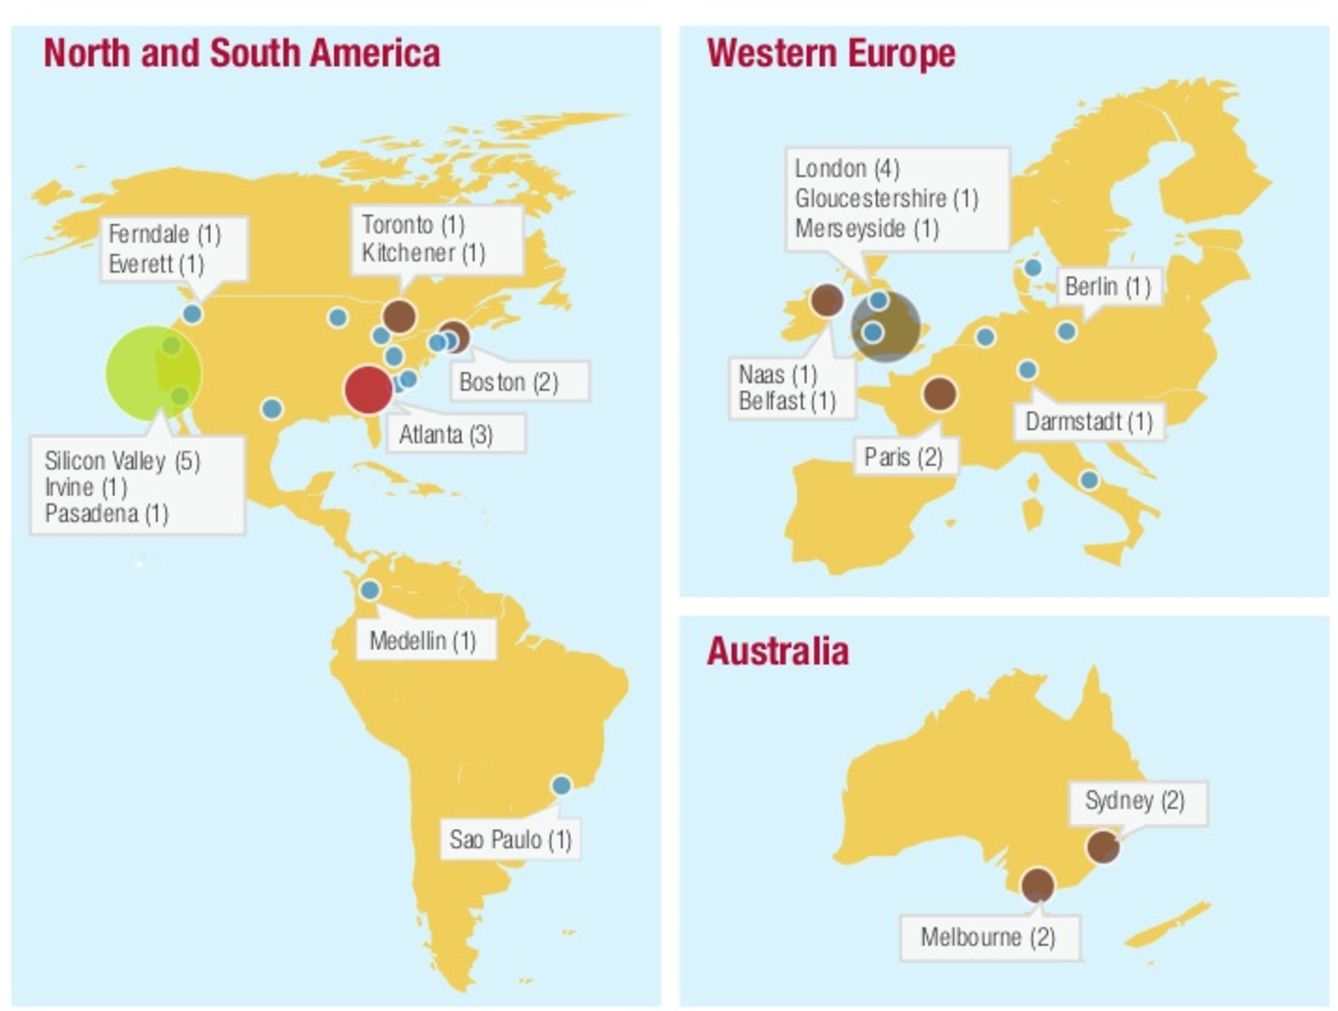 North and South America
Ferndale (1)
Everett (1)
Toronto (1)
Kitchener (1)
Boston (2)
Atlanta (3)
Silicon Valley (5)
Irvine (1)
Pasadena (1)
Medellin (1)
Sao Paulo (1)
Western Europe
London (4)
Gloucestershire (1)
Merseyside (1)
Berlin (1)
Naas (1)
Belfast (1)
Darmstadt (1)
Paris (2)
Australia
Sydney (2)
Melbourne (2)